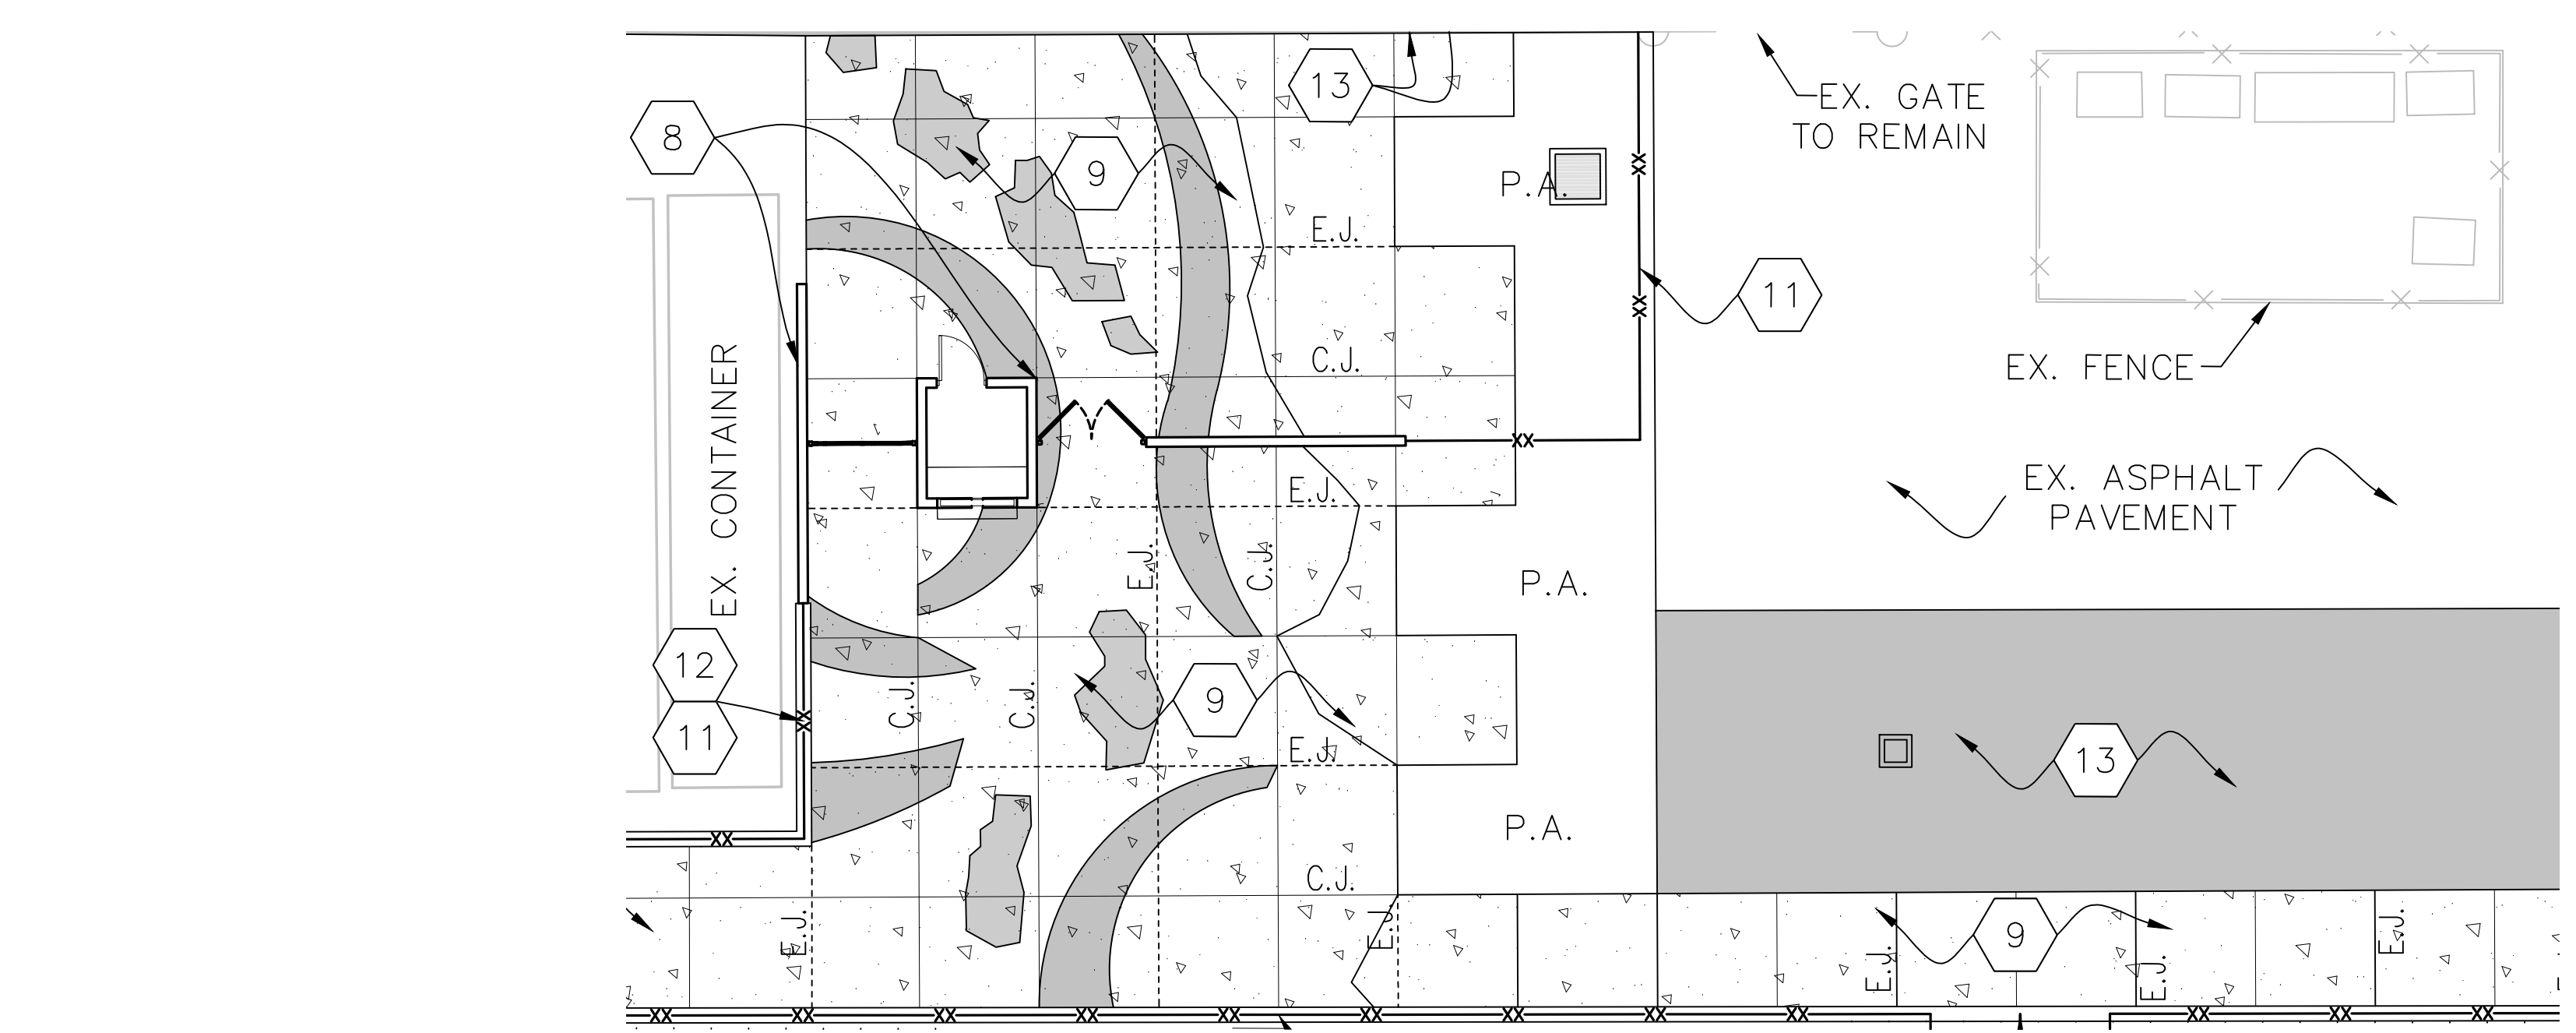 13
EX. GATE
TO REMAIN
8
9
P.A.
E.J.
11
C.J.
EX. FENCE
EX. CONTAINER
E.J.
EX. ASPHALT
PAVEMENT
E.J.
C.J.
P.A.
12
11
C.J.
C.J.
9
E.J.
13
P.A.
C.J.
E.J.
E.J.
E.J.
9
E.J.
E.J.